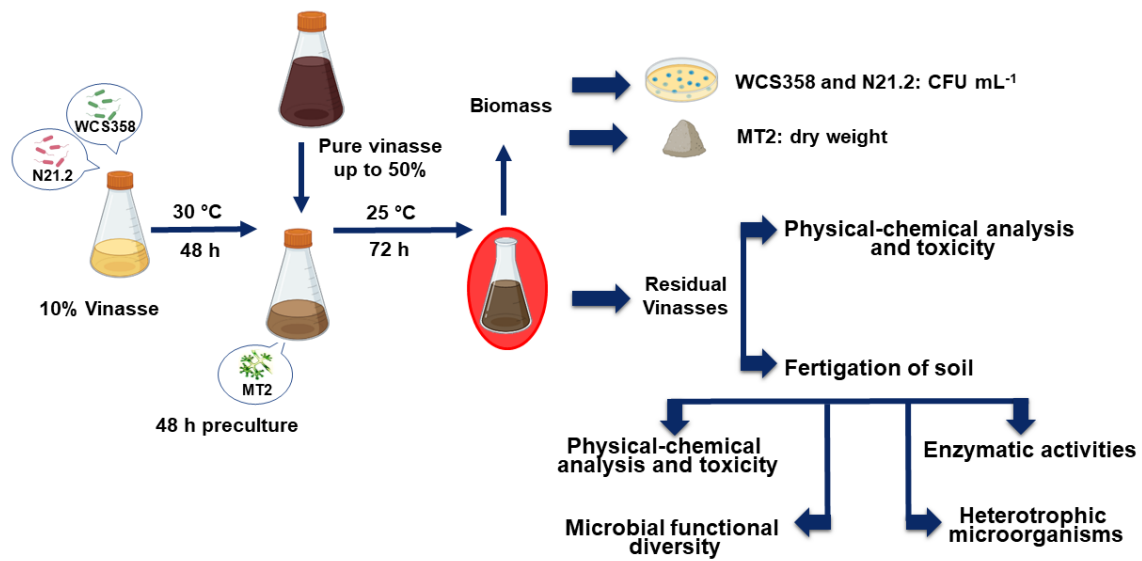 WCS358
N21.2
10% Vinasse
30 °C
48 h
Pure vinasse
up to 50%
MT2
48 h preculture
25 °C
72 h
Biomass
WCS358 and N21.2: CFU mL-1
MT2: dry weight
Residual
Vinasses
Physical-chemical analysis
and toxicity
Fertigation of soil
Physical-chemical
analysis and toxicity
Enzymatic activities
Microbial functional
diversity
Heterotrophic
microorganisms